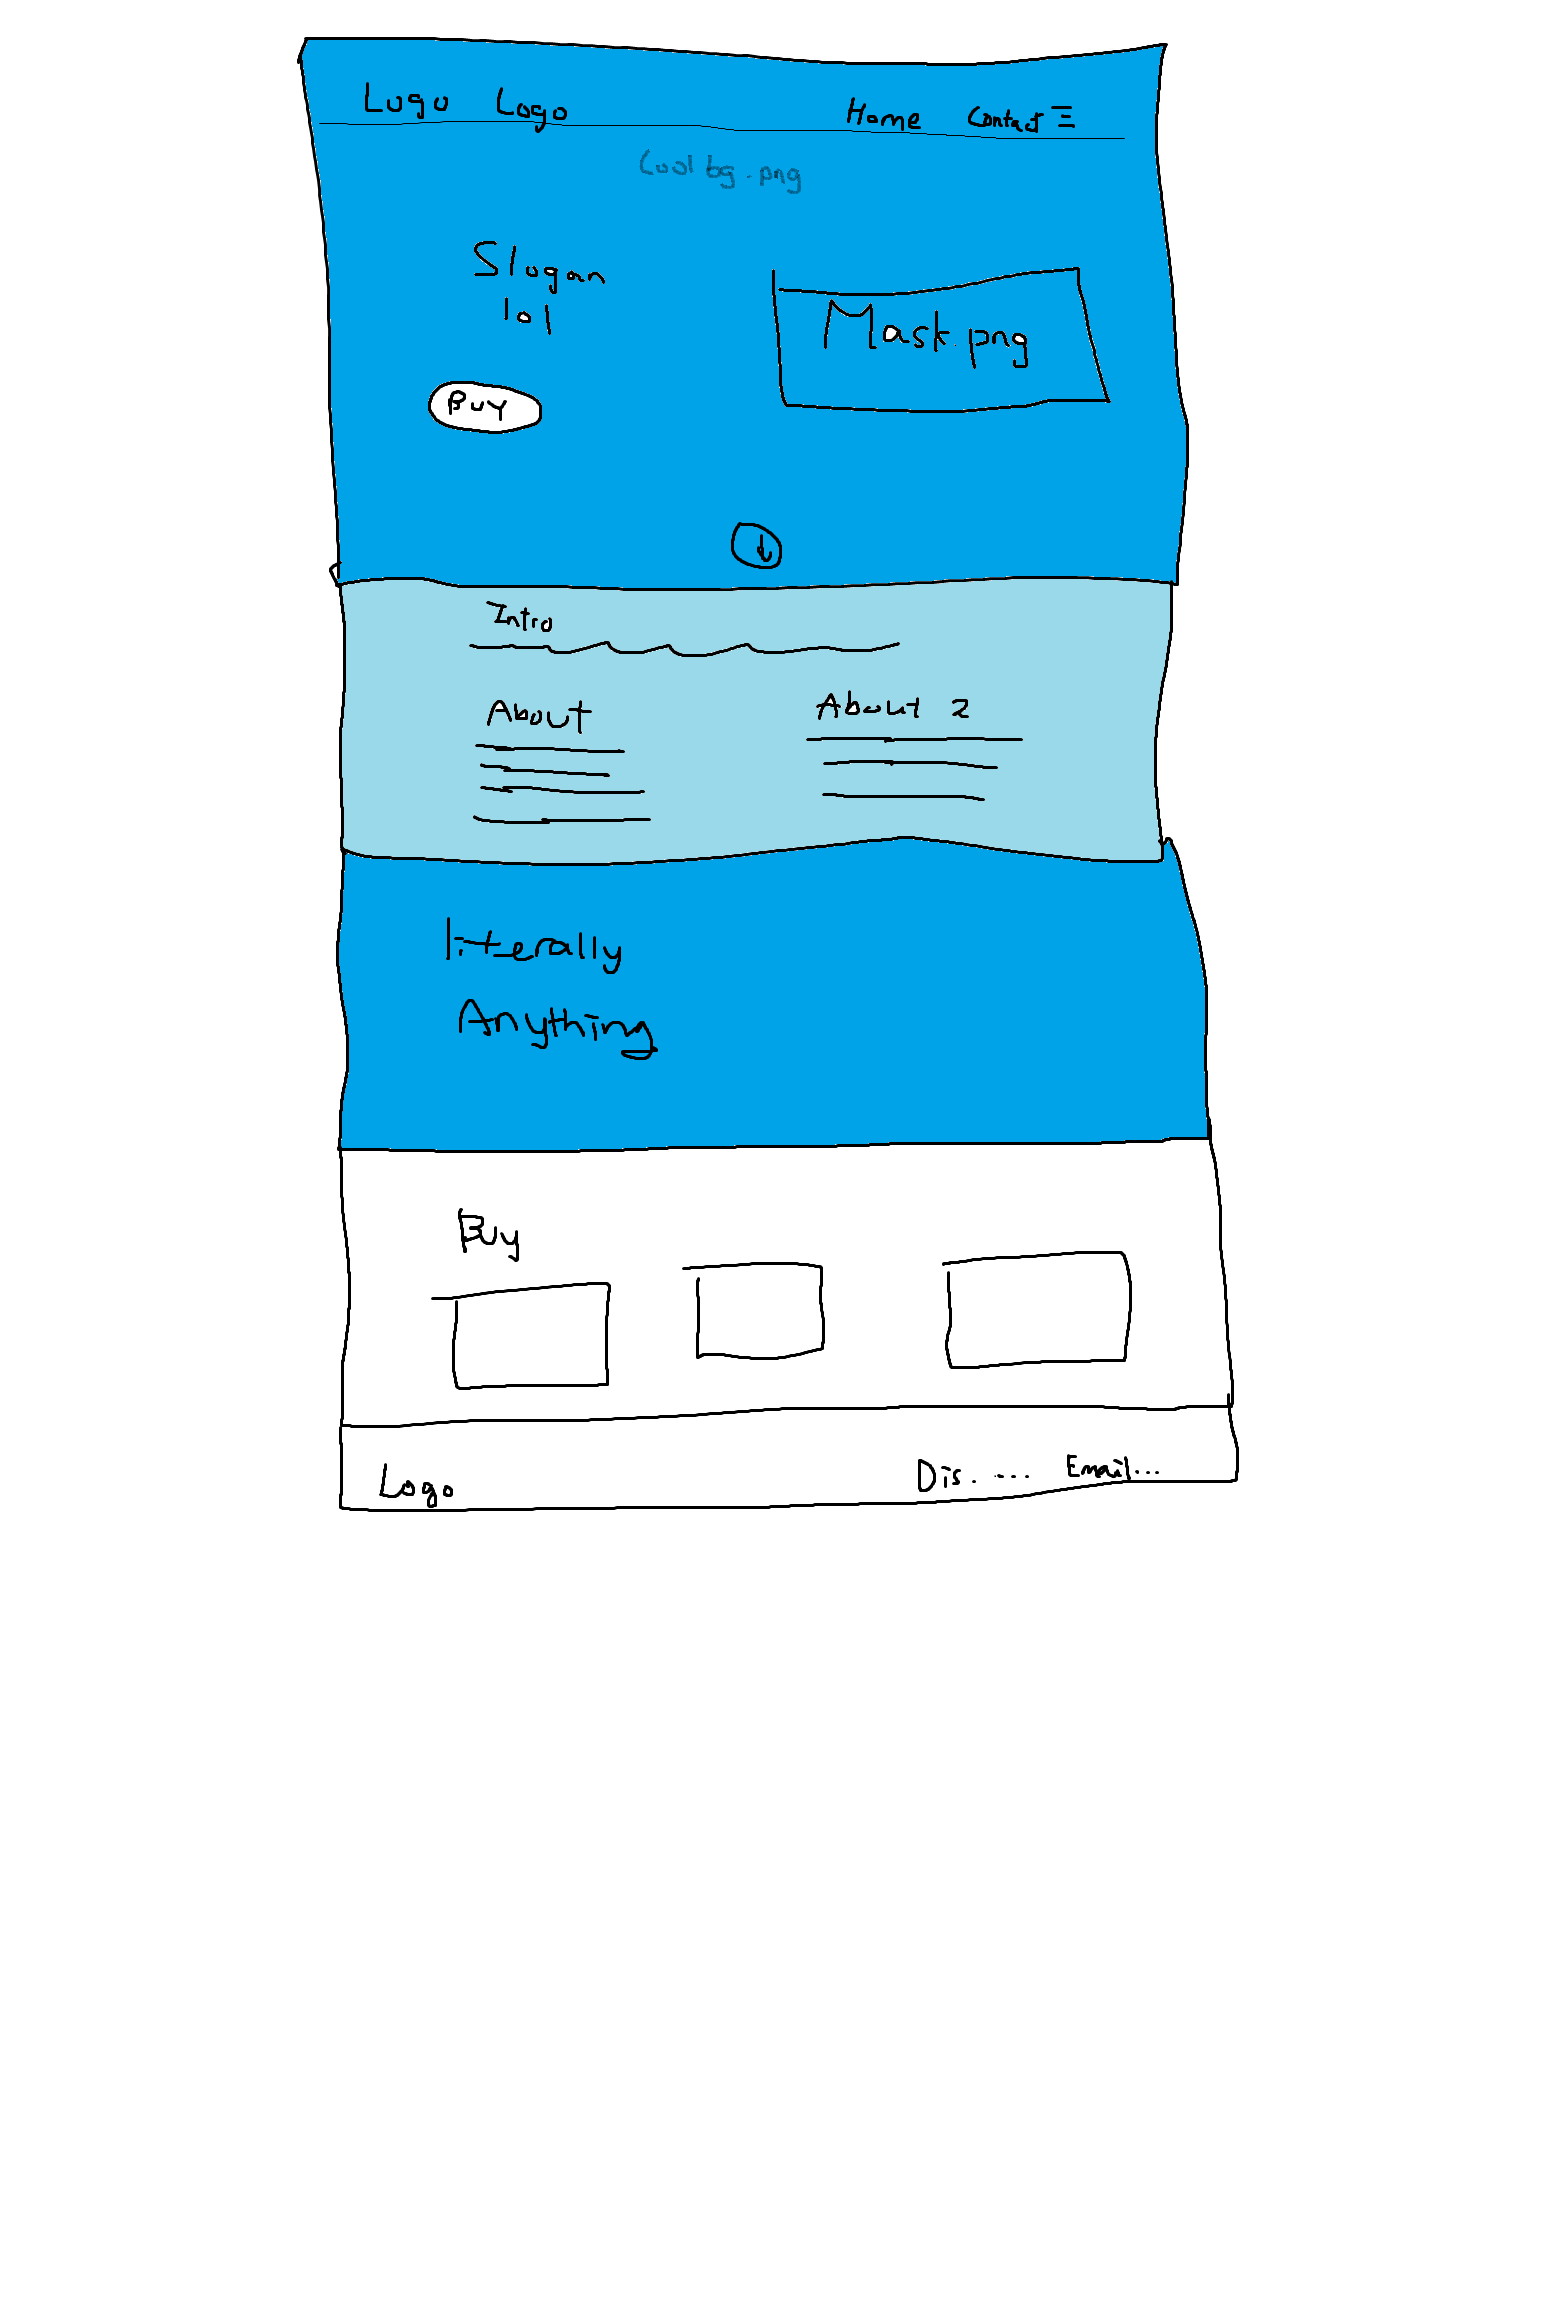 Logo Logo Home Contact
Cool bg.png
Slogan
lol
Buy
Mask.png
Intro
About
About 2
literally
Anything
Buy
Logo Dis. .... Email...